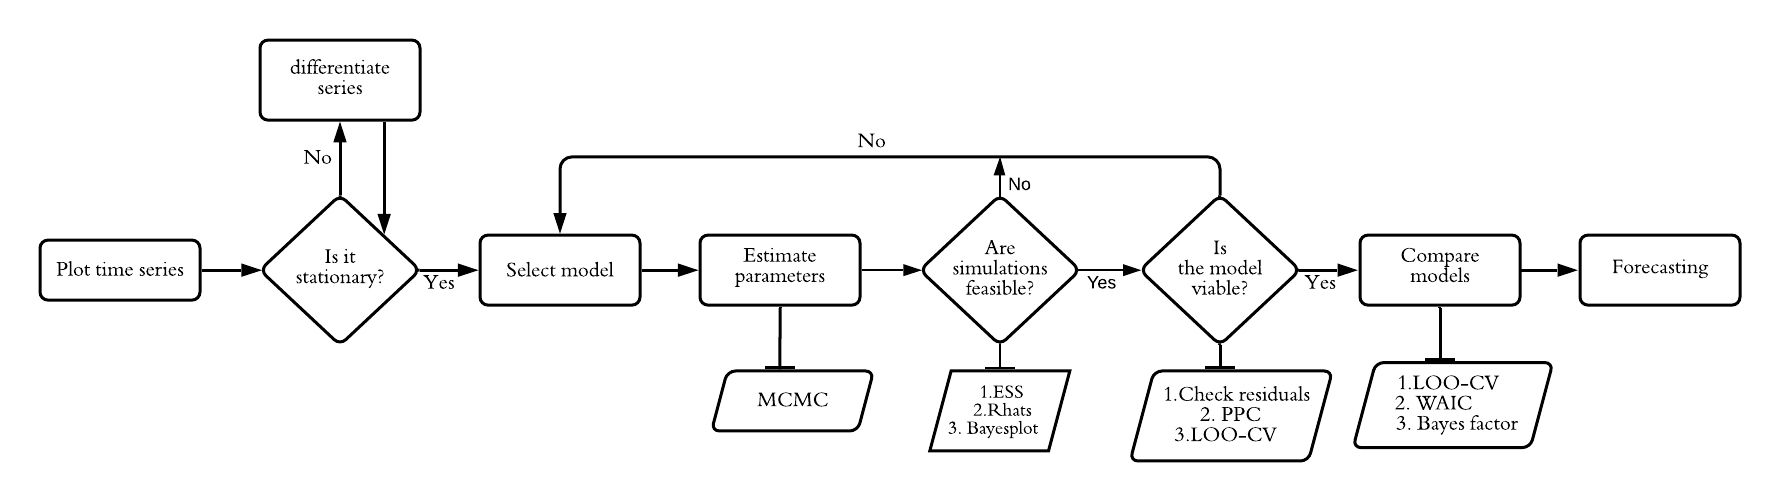 differentiate
series
No
No
No
Plot time series
Is it
stationary?
Yes
Select model
Estimate
parameters
Are
simulations
feasible?
Yes
Is
the model
viable?
Yes
Compare
models
Forecasting
MCMC
1.ESS
2.Rhats
3. Bayesplot
1.Check residuals
2. PPC
3.LOO-CV
1.LOO-CV
2. WAIC
3. Bayes factor